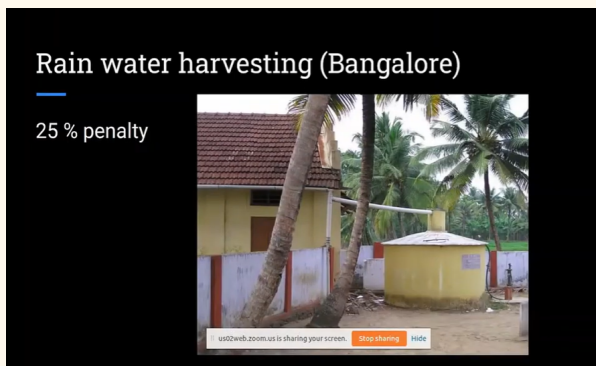 Rain water harvesting (Bangalore)
25 % penalty
us02web.zoom.us is sharing your screen. Stop sharing Hide